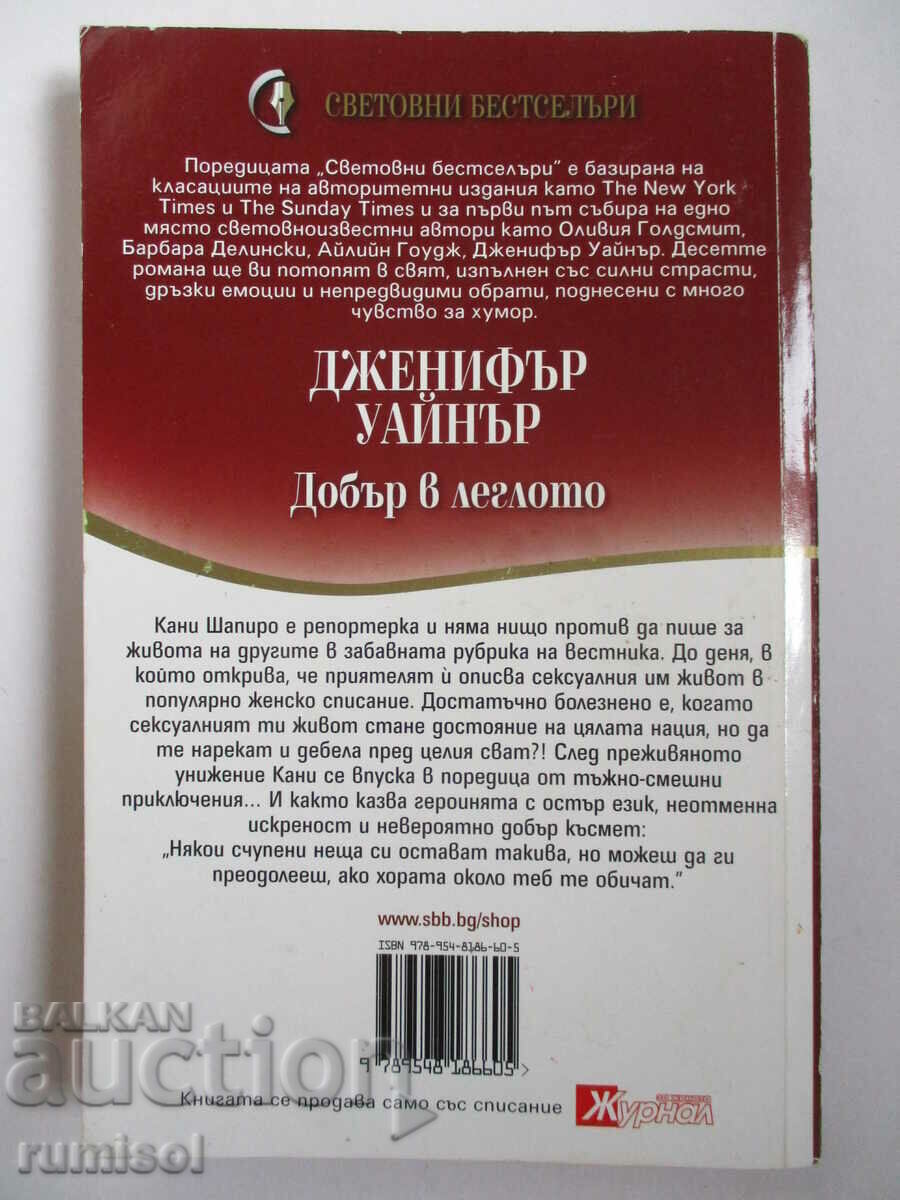 СВЕТОВНИ БЕСТСЕЛЪРИ
Поредицата „Световни бестселъри" е базирана на
класациите на авторитетни издания като The New York
Times и The Sunday Times и за първи път събира на едно
място световноизвестни автори като Оливия Голдсмит,
Барбара Делински, Айлийн Гоудж, Дженифър Уайнър. Десетте
романа ще ви потопят в свят, изпълнен със силни страсти,
дръзки емоции и непредвидими обрати, поднесени с много
чувство за хумор.
ДЖЕНИФЪР
УАЙНЪР
Добър в леглото
Кани Шапиро е репортерка и няма нищо против да пише за
живота на другите в забавната рубрика на вестника. До деня, в
който открива, че приятелят ѝ описва сексуалния им живот в
популярно женско списание. Достатъчно болезнено е, когато
сексуалният ти живот стане достояние на цялата нация, но да
те нарекат и дебела пред целия сват?! След преживяното
унижение Кани се впуска в поредица от тъжно-смешни
приключения... И както казва героинята с остър език, неотменна
искреност и невероятно добър късмет:
„Някои счупени неща си остават такива, но можеш да ги
преодолееш, ако хората около теб те обичат."
www.sbb.bg/shop
ISBN 978-954-8186-60-5
9 789548 186605 >
Книгата се продава само със списание
ЗА ЖЕНАТА
Журнал
BALKAN
auction
rumisol